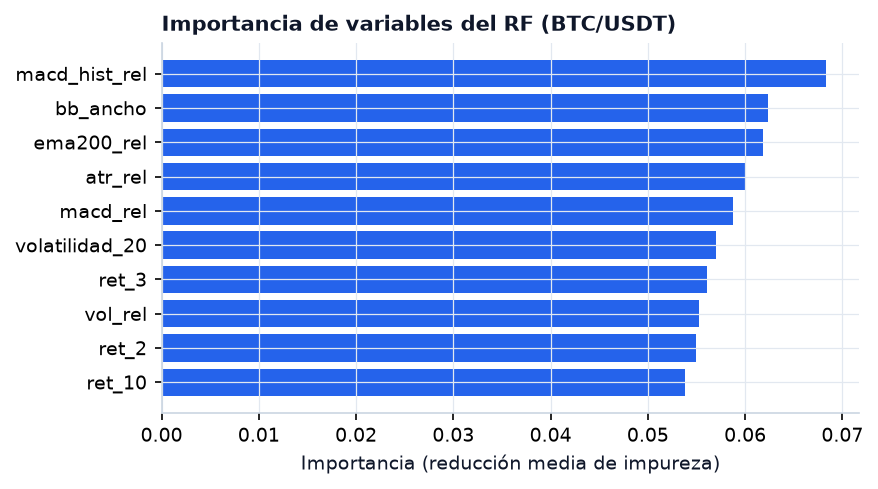 Importancia de variables del RF (BTC/USDT)
macd_hist_rel
bb_ancho
ema200_rel
atr_rel
macd_rel
volatilidad_20
ret_3
vol_rel
ret_2
ret_10
0.00 0.01 0.02 0.03 0.04 0.05 0.06 0.07
Importancia (reducción media de impureza)